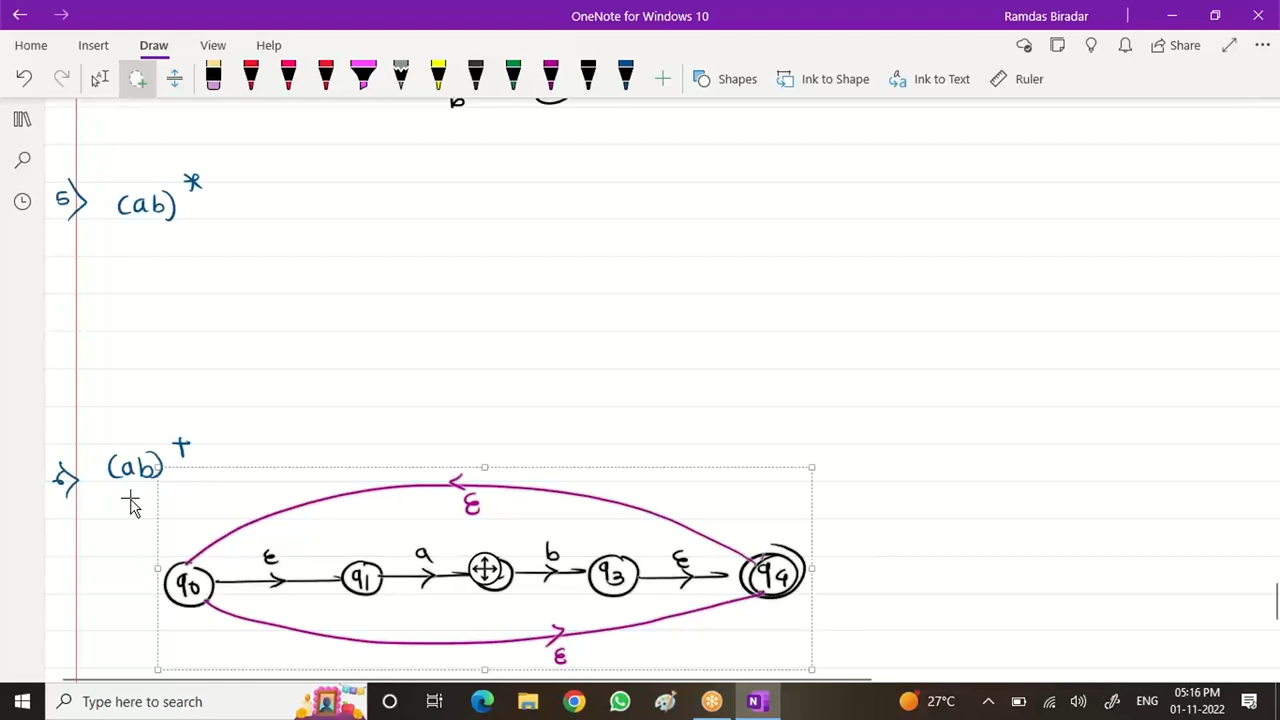 OneNote for Windows 10
Ramdas Biradar
Home Insert Draw View Help
Share
Shapes Ink to Shape Ink to Text Ruler
b
5> (ab)*
6> (ab)+
ε
q0 ε q1 a b q3 ε q4
ε
Type here to search
27°C
ENG
05:16 PM
01-11-2022